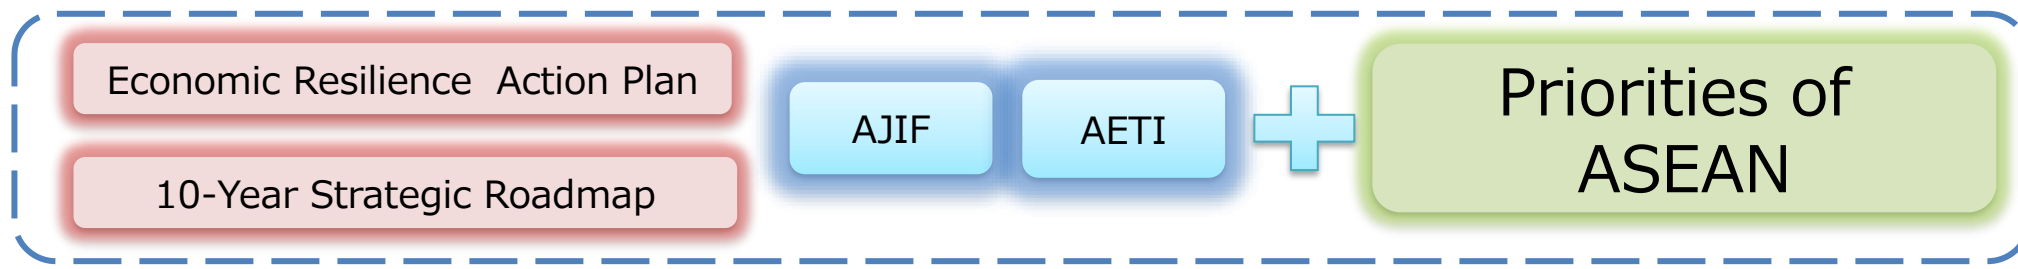 Economic Resilience  Action Plan
10-Year Strategic Roadmap
AJIF
AETI
Priorities of
ASEAN